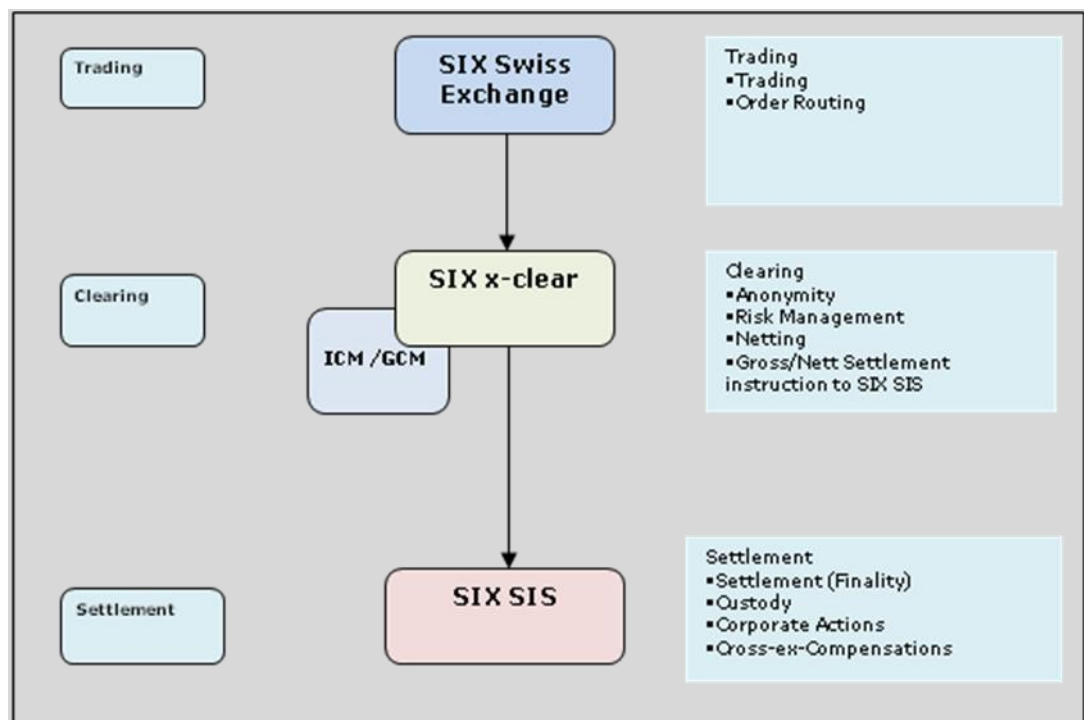 Trading
SIX Swiss
Exchange
Trading
▪Trading
▪Order Routing
Clearing
SIX x-clear
ICM /GCM
Clearing
▪Anonymity
▪Risk Management
▪Netting
▪Gross/Nett Settlement
instruction to SIX SIS
Settlement
SIX SIS
Settlement
▪Settlement (Finality)
▪Custody
▪Corporate Actions
▪Cross-ex-Compensations